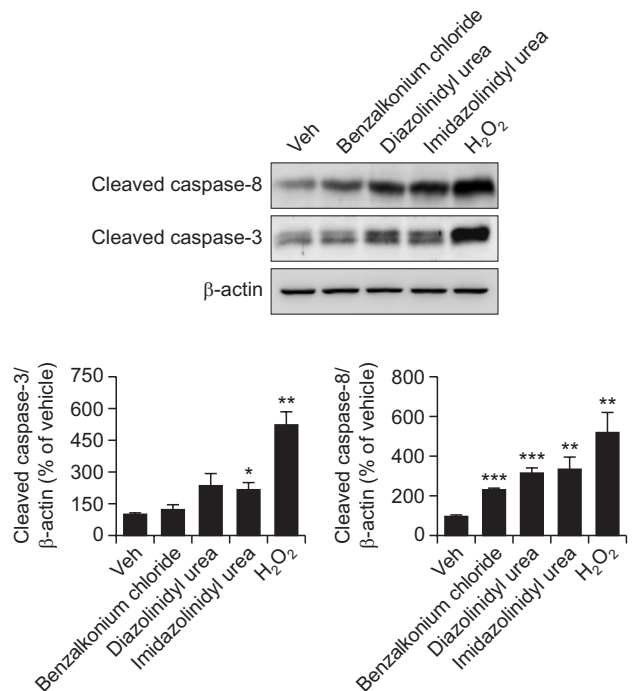 Veh
Benzalkonium chloride
Diazolinidyl urea
Imidazolinidyl urea
H₂O₂
Cleaved caspase-8
Cleaved caspase-3
β-actin
Cleaved caspase-3/
β-actin (% of vehicle)
750
600
450
300
150
0
*
**
Veh
Benzalkonium chloride
Diazolinidyl urea
Imidazolinidyl urea
H₂O₂
Cleaved caspase-8/
β-actin (% of vehicle)
800
600
400
200
0
***
***
**
**
Veh
Benzalkonium chloride
Diazolinidyl urea
Imidazolinidyl urea
H₂O₂